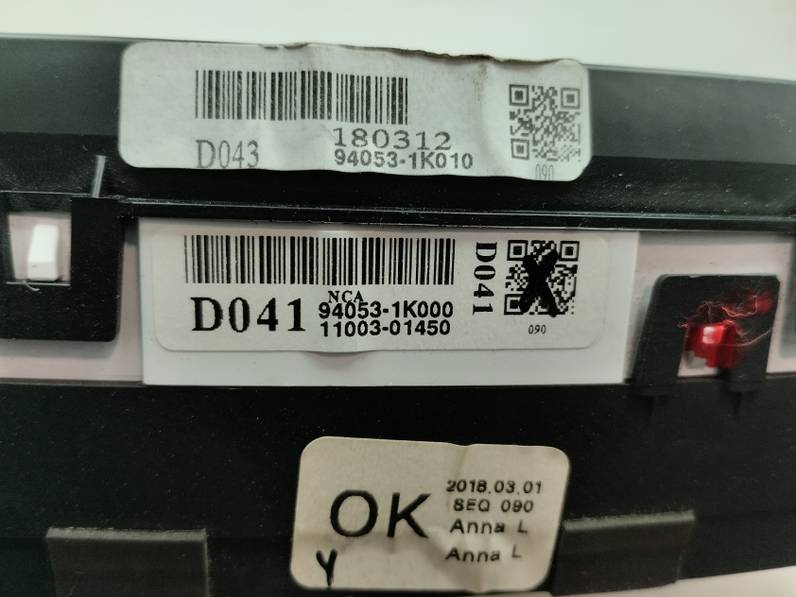 D043 180312
94053-1K010
090
D041 NCA 94053-1K000
11003-01450
D041
090
OK
2018.03.01
SEQ 090
Anna L
Anna L
Y